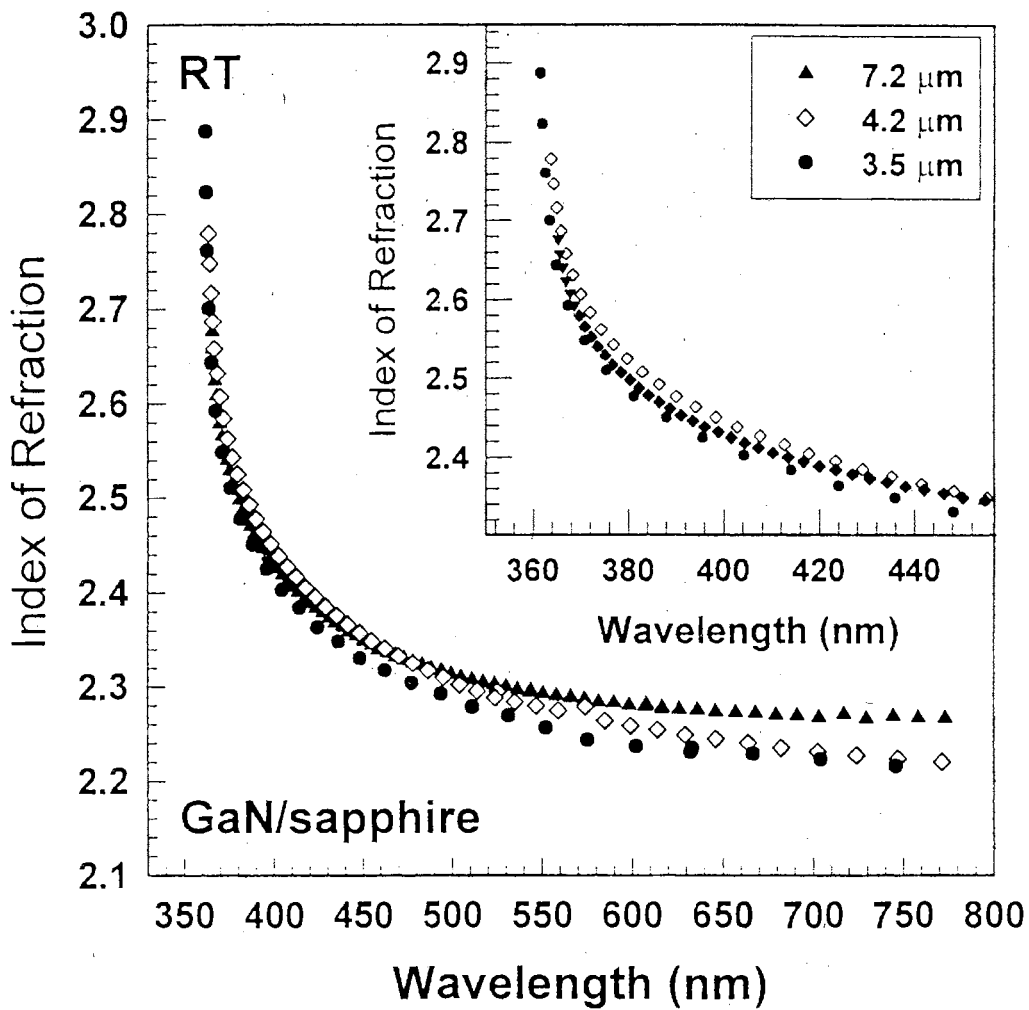 Index of Refraction
3.0
2.9
2.8
2.7
2.6
2.5
2.4
2.3
2.2
2.1
RT
GaN/sapphire
350 400 450 500 550 600 650 700 750 800
Wavelength (nm)
Index of Refraction
2.9
2.8
2.7
2.6
2.5
2.4
360 380 400 420 440
Wavelength (nm)
7.2 μm
4.2 μm
3.5 μm